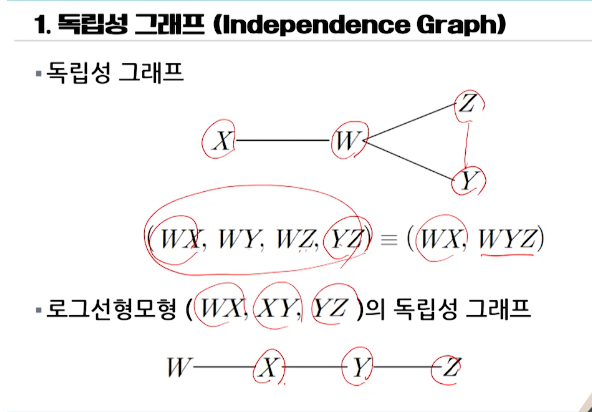 1. 독립성 그래프 (Independence Graph)
▪ 독립성 그래프
Z
X W
Y
(WX, WY, WZ, YZ) ≡ (WX, WYZ)
▪ 로그선형모형 (WX, XY, YZ)의 독립성 그래프
W X Y Z